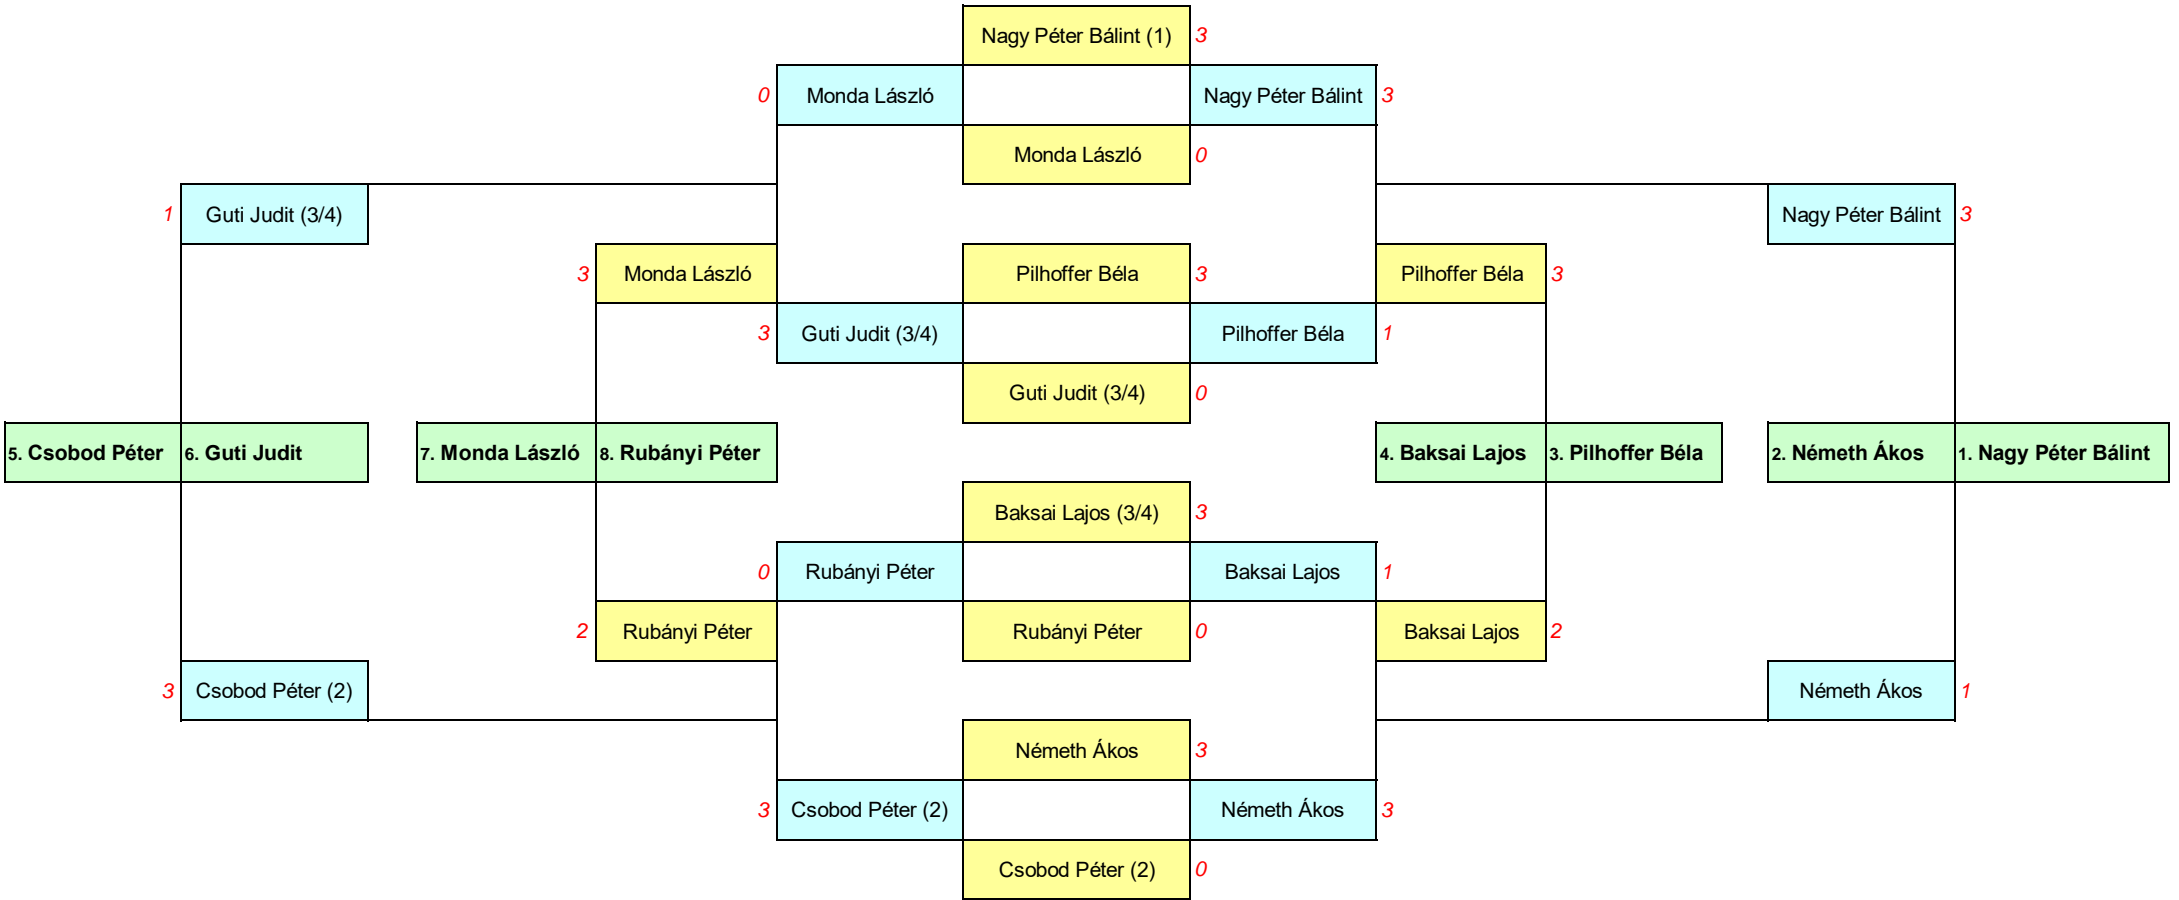 Nagy Péter Bálint (1) 3
0 Monda László Nagy Péter Bálint 3
Monda László 0
1 Guti Judit (3/4) Nagy Péter Bálint 3
3 Monda László Pilhoffer Béla 3 Pilhoffer Béla 3
3 Guti Judit (3/4) Pilhoffer Béla 1
Guti Judit (3/4) 0
5. Csobod Péter 6. Guti Judit 7. Monda László 8. Rubányi Péter 4. Baksai Lajos 3. Pilhoffer Béla 2. Németh Ákos 1. Nagy Péter Bálint
Baksai Lajos (3/4) 3
0 Rubányi Péter Baksai Lajos 1
2 Rubányi Péter Rubányi Péter 0 Baksai Lajos 2
3 Csobod Péter (2) Németh Ákos 1
Németh Ákos 3
3 Csobod Péter (2) Németh Ákos 3
Csobod Péter (2) 0